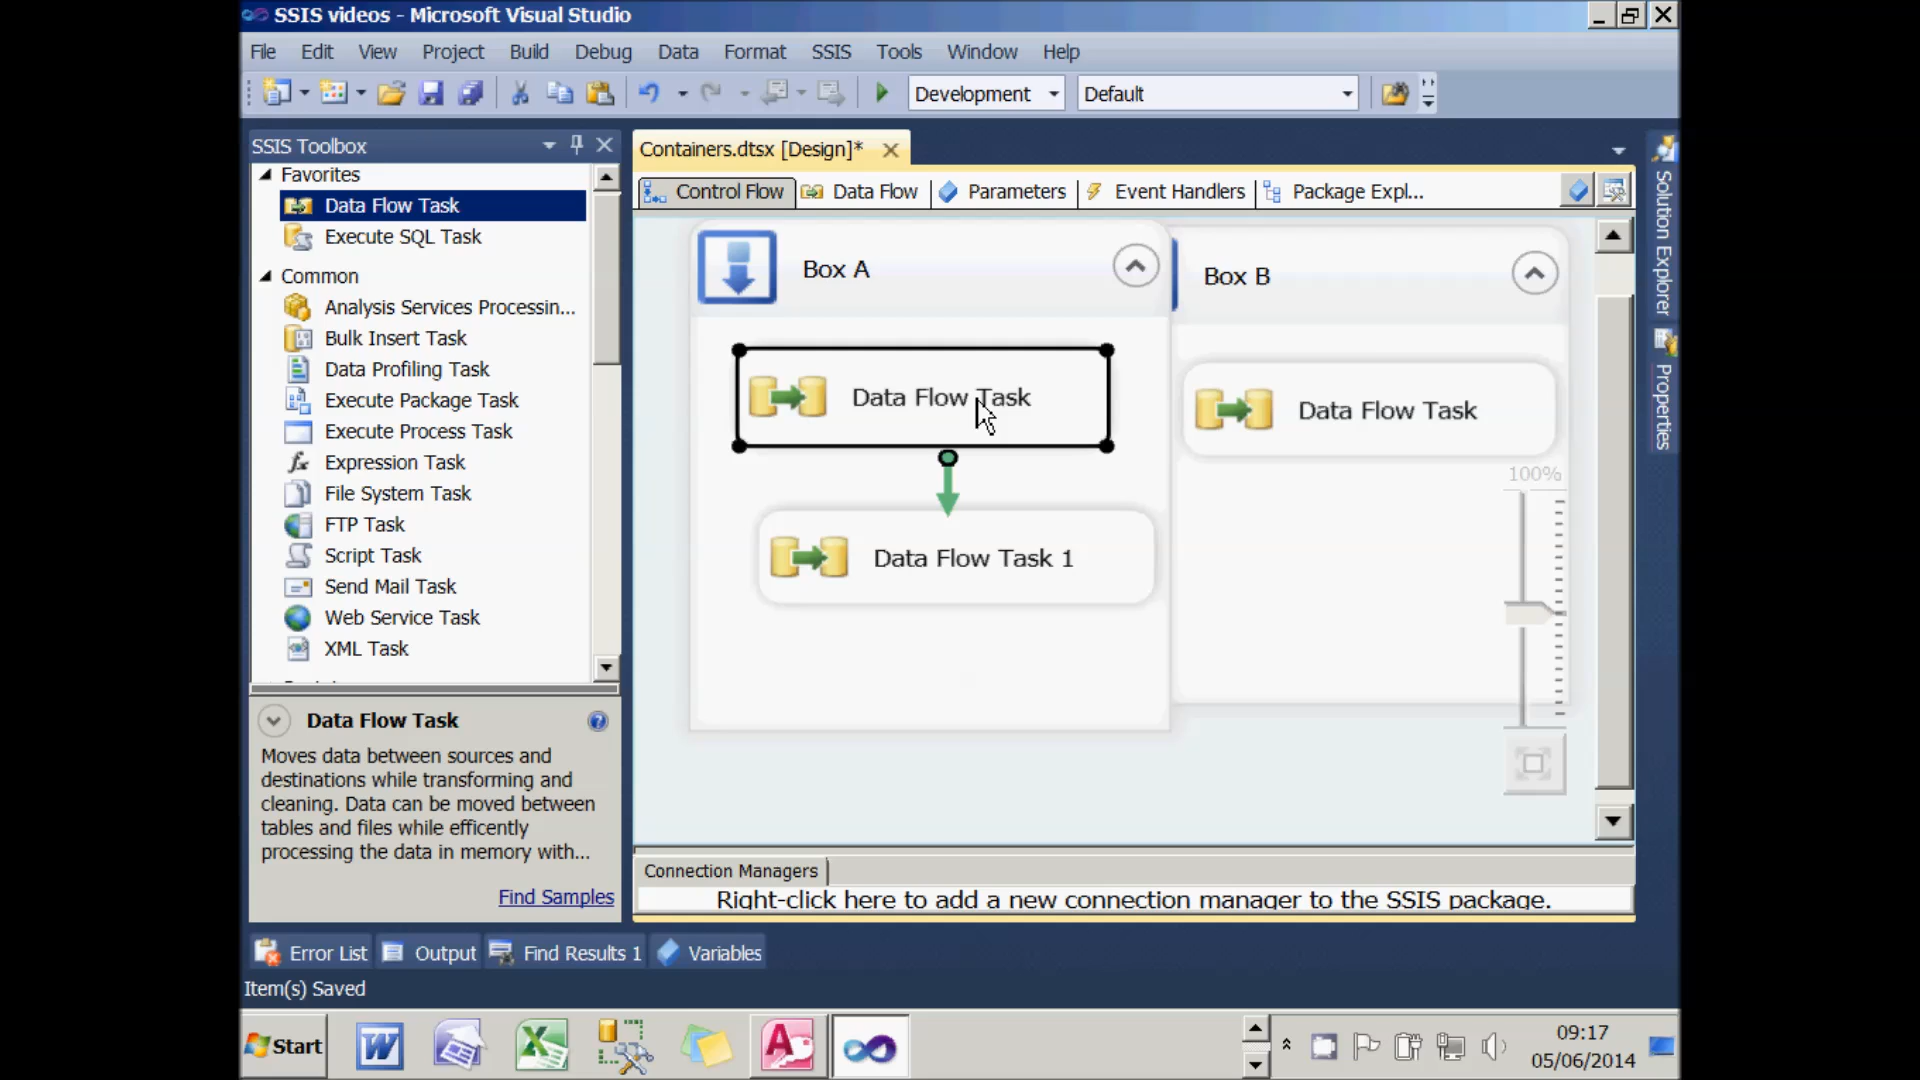 SSIS videos - Microsoft Visual Studio
File Edit View Project Build Debug Data Format SSIS Tools Window Help
Development Default
SSIS Toolbox
Favorites
Data Flow Task
Execute SQL Task
Common
Analysis Services Processin...
Bulk Insert Task
Data Profiling Task
Execute Package Task
Execute Process Task
Expression Task
File System Task
FTP Task
Script Task
Send Mail Task
Web Service Task
XML Task
Data Flow Task
Moves data between sources and
destinations while transforming and
cleaning. Data can be moved between
tables and files while efficently
processing the data in memory with...
Find Samples
Containers.dtsx [Design]*
Control Flow Data Flow Parameters Event Handlers Package Expl...
Box A
Data Flow Task
Data Flow Task 1
Box B
Data Flow Task
100%
Connection Managers
Right-click here to add a new connection manager to the SSIS package.
Solution Explorer
Properties
Error List Output Find Results 1 Variables
Item(s) Saved
Start
09:17
05/06/2014